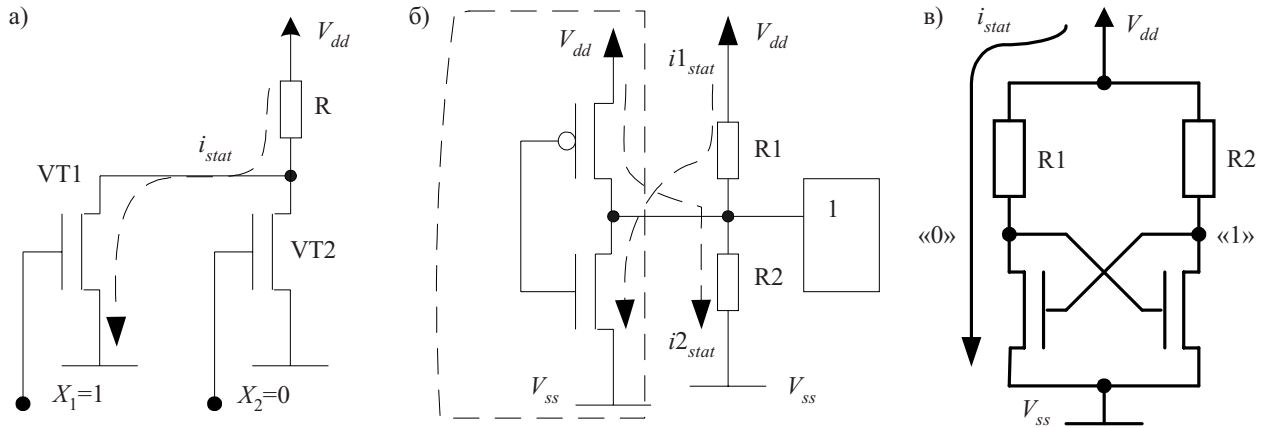 а)
V_dd
R
i_stat
VT1
VT2
X_1=1
X_2=0
б)
V_dd
V_dd
i1_stat
R1
1
R2
i2_stat
V_ss
V_ss
в)
i_stat
V_dd
R1
R2
«0»
«1»
V_ss